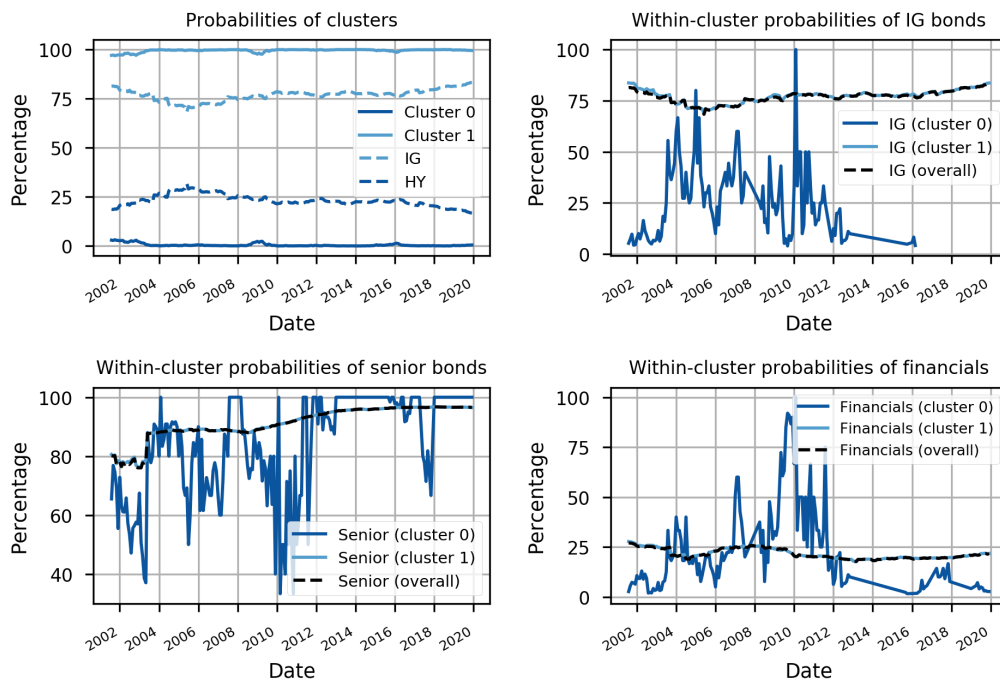 Probabilities of clusters
Percentage
100
75
50
25
0
Cluster 0
Cluster 1
IG
HY
2002 2004 2006 2008 2010 2012 2014 2016 2018 2020
Date
Within-cluster probabilities of IG bonds
Percentage
100
75
50
25
0
IG (cluster 0)
IG (cluster 1)
IG (overall)
2002 2004 2006 2008 2010 2012 2014 2016 2018 2020
Date
Within-cluster probabilities of senior bonds
Percentage
100
80
60
40
Senior (cluster 0)
Senior (cluster 1)
Senior (overall)
2002 2004 2006 2008 2010 2012 2014 2016 2018 2020
Date
Within-cluster probabilities of financials
Percentage
100
75
50
25
0
Financials (cluster 0)
Financials (cluster 1)
Financials (overall)
2002 2004 2006 2008 2010 2012 2014 2016 2018 2020
Date